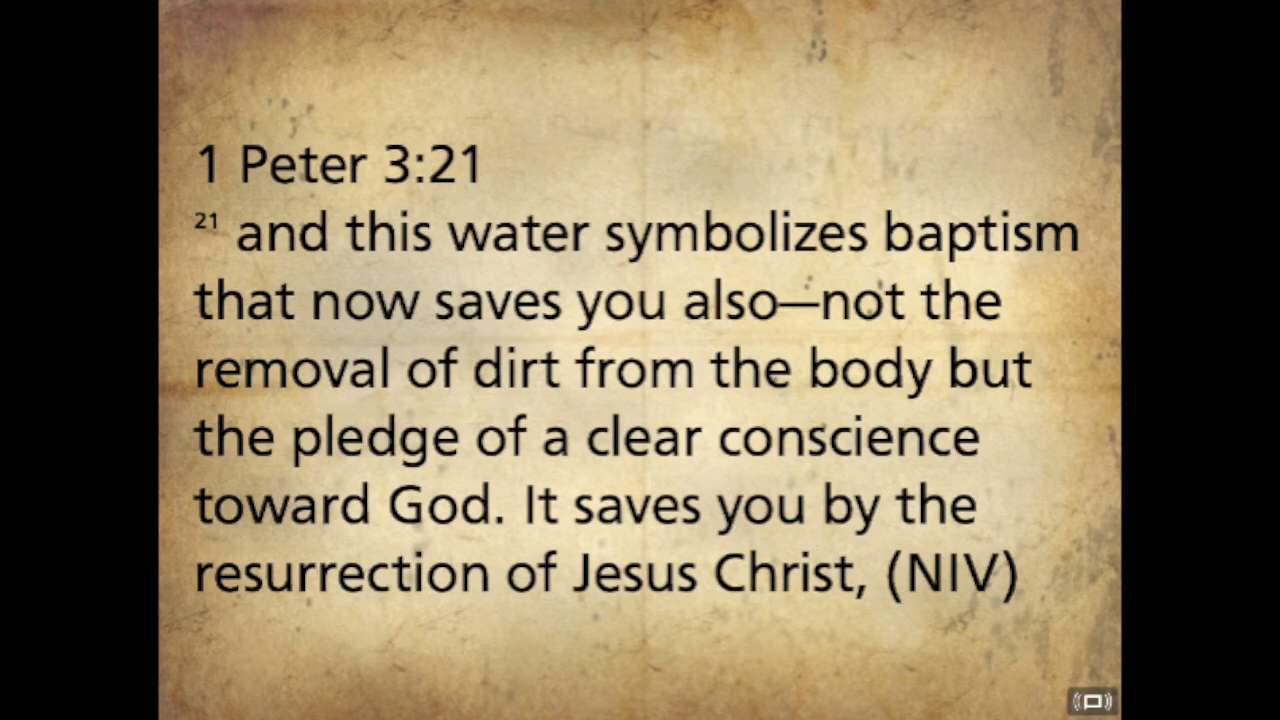 1 Peter 3:21
21 and this water symbolizes baptism
that now saves you also—not the
removal of dirt from the body but
the pledge of a clear conscience
toward God. It saves you by the
resurrection of Jesus Christ, (NIV)